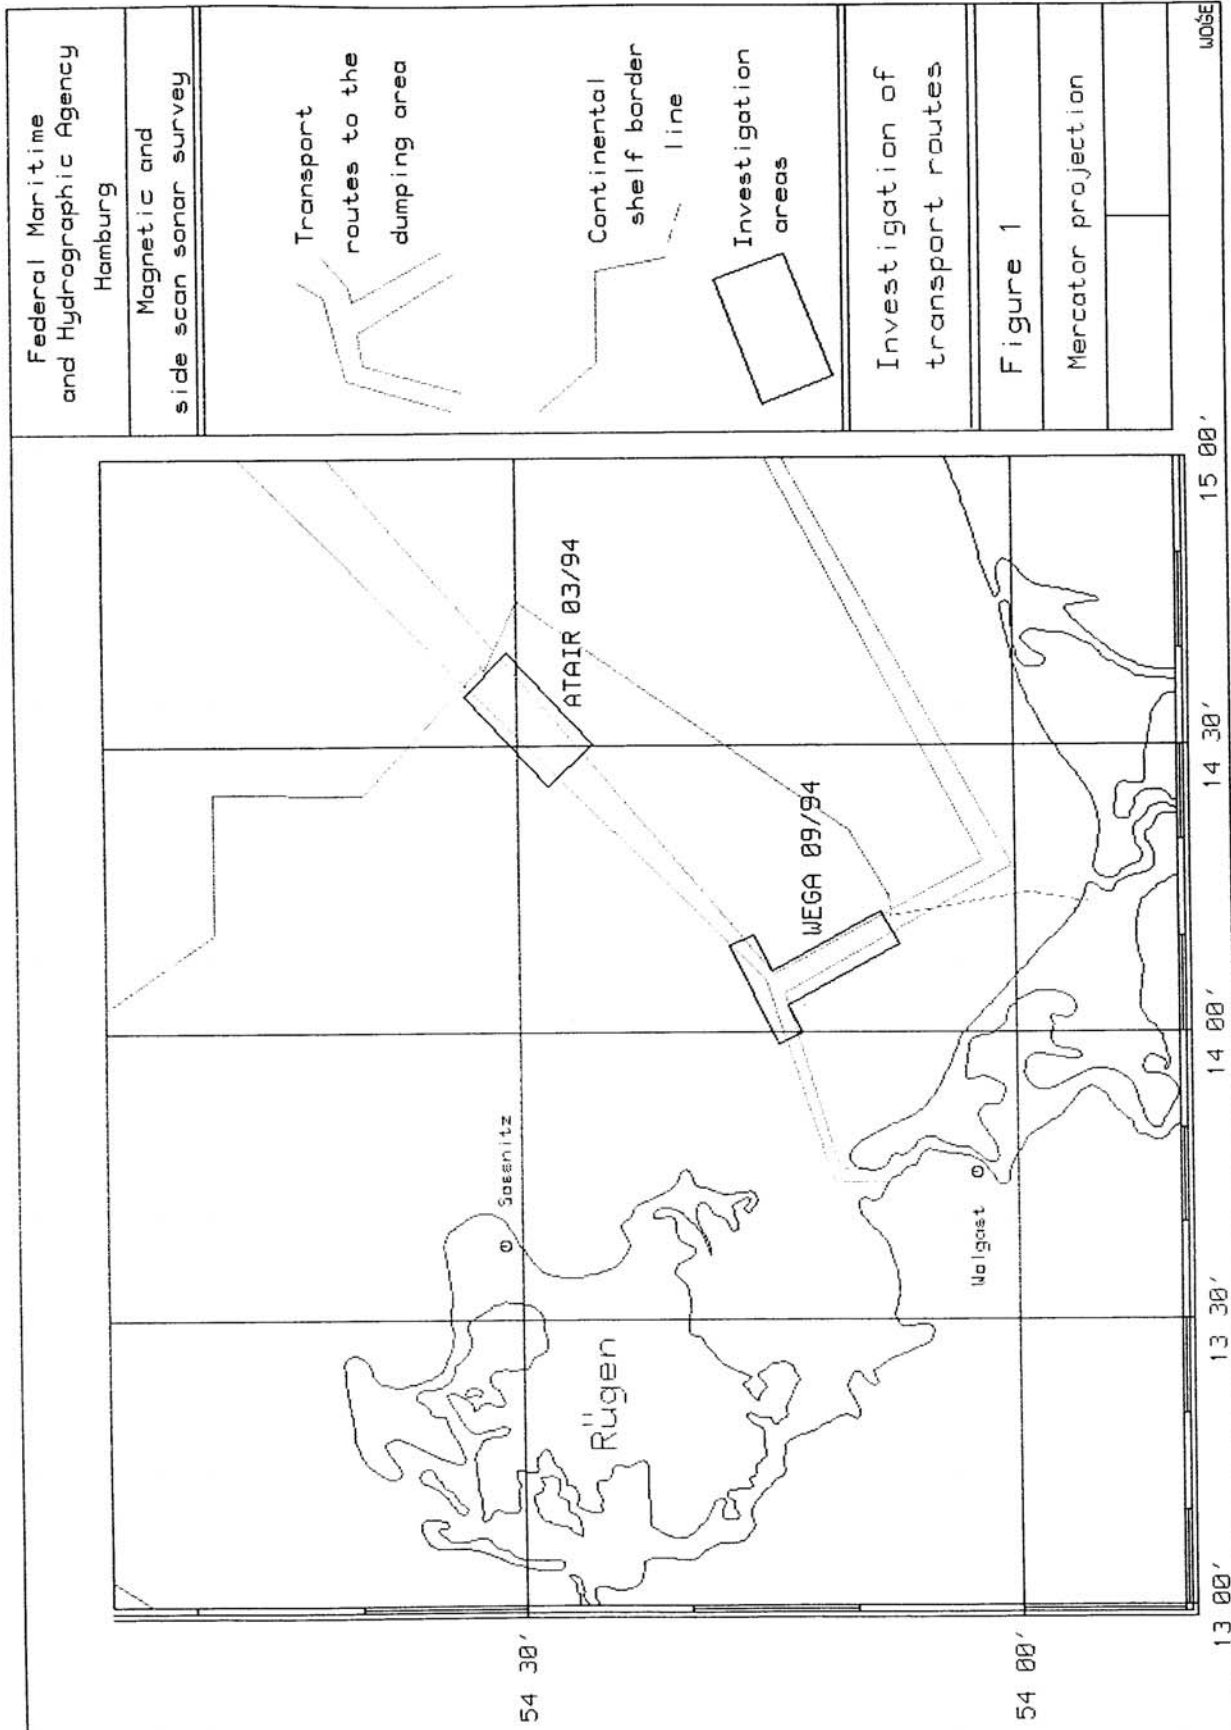 Federal Maritime
and Hydrographic Agency
Hamburg
Magnetic and
side scan sonar survey
Transport
routes to the
dumping area
Continental
shelf border
line
Investigation
areas
Investigation of
transport routes
Figure 1
Mercator projection
WOGE
ATAIR 03/94
WEGA 09/94
Sassnitz
Rügen
Wolgast
54 30'
54 00'
13 00'
13 30'
14 00'
14 30'
15 00'